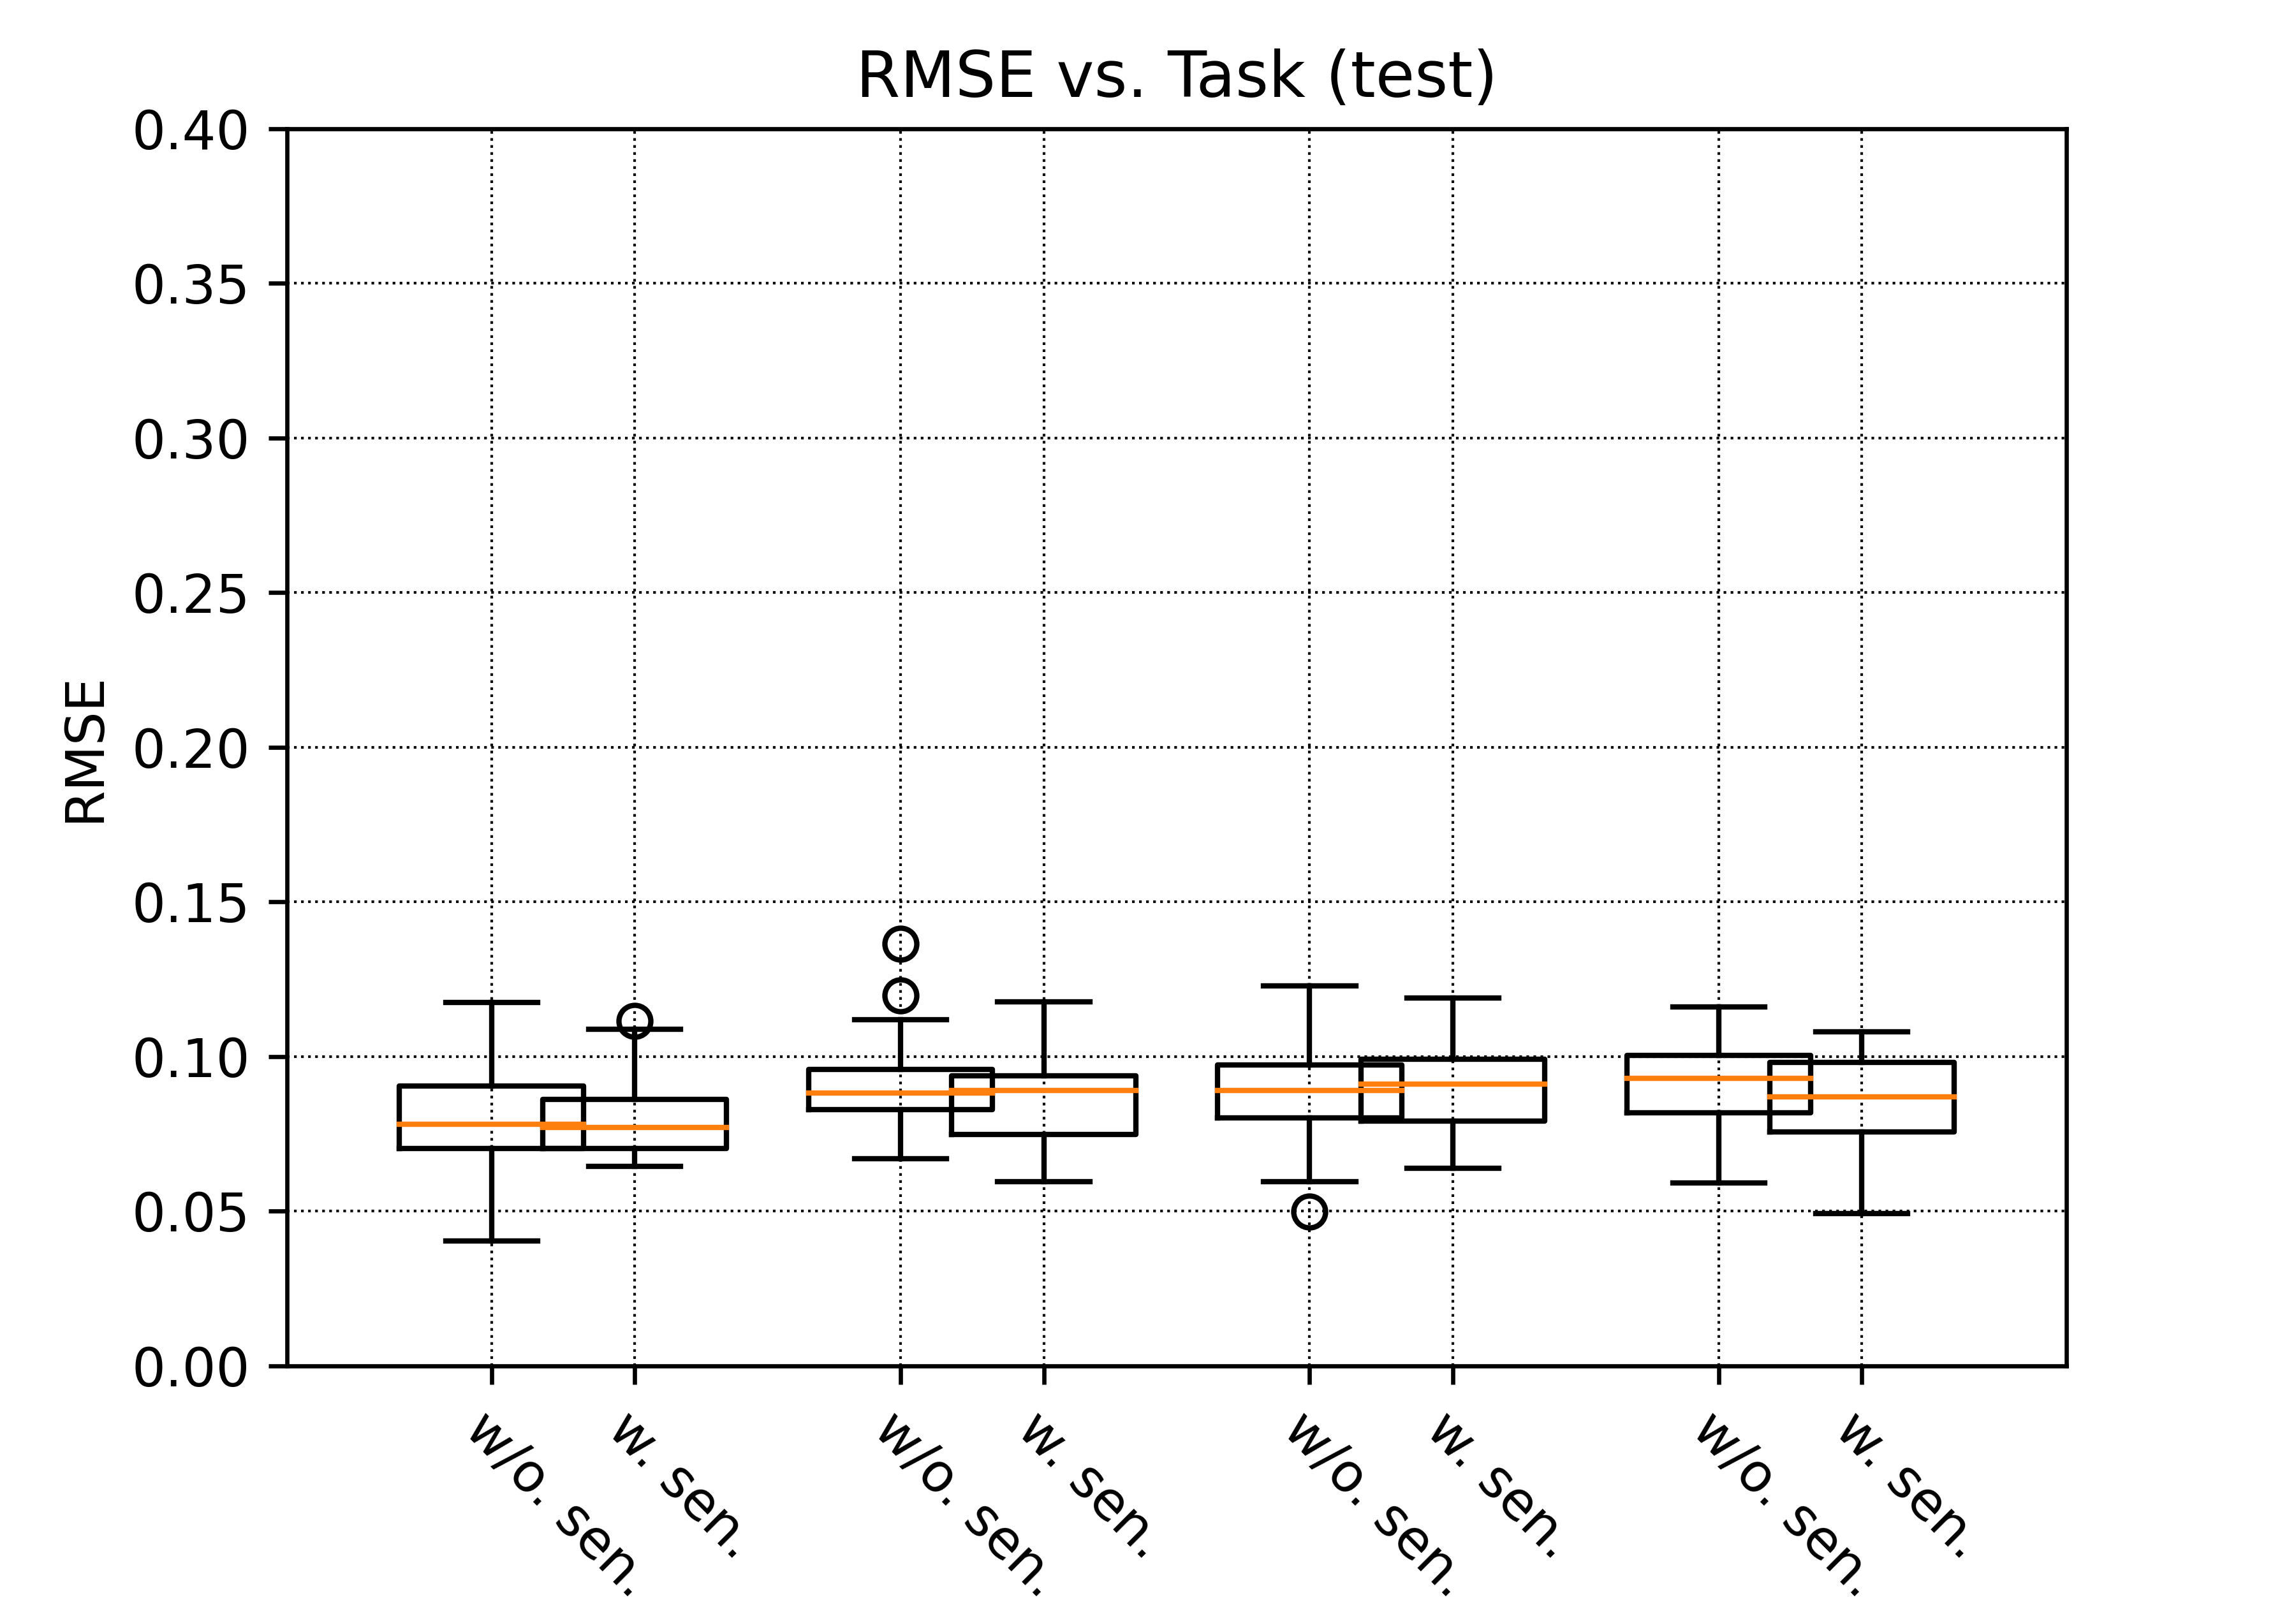 RMSE vs. Task (test)
0.40
0.35
0.30
0.25
0.20
0.15
0.10
0.05
0.00
RMSE
w/o. sen.
w. sen.
w/o. sen.
w. sen.
w/o. sen.
w. sen.
w/o. sen.
w. sen.